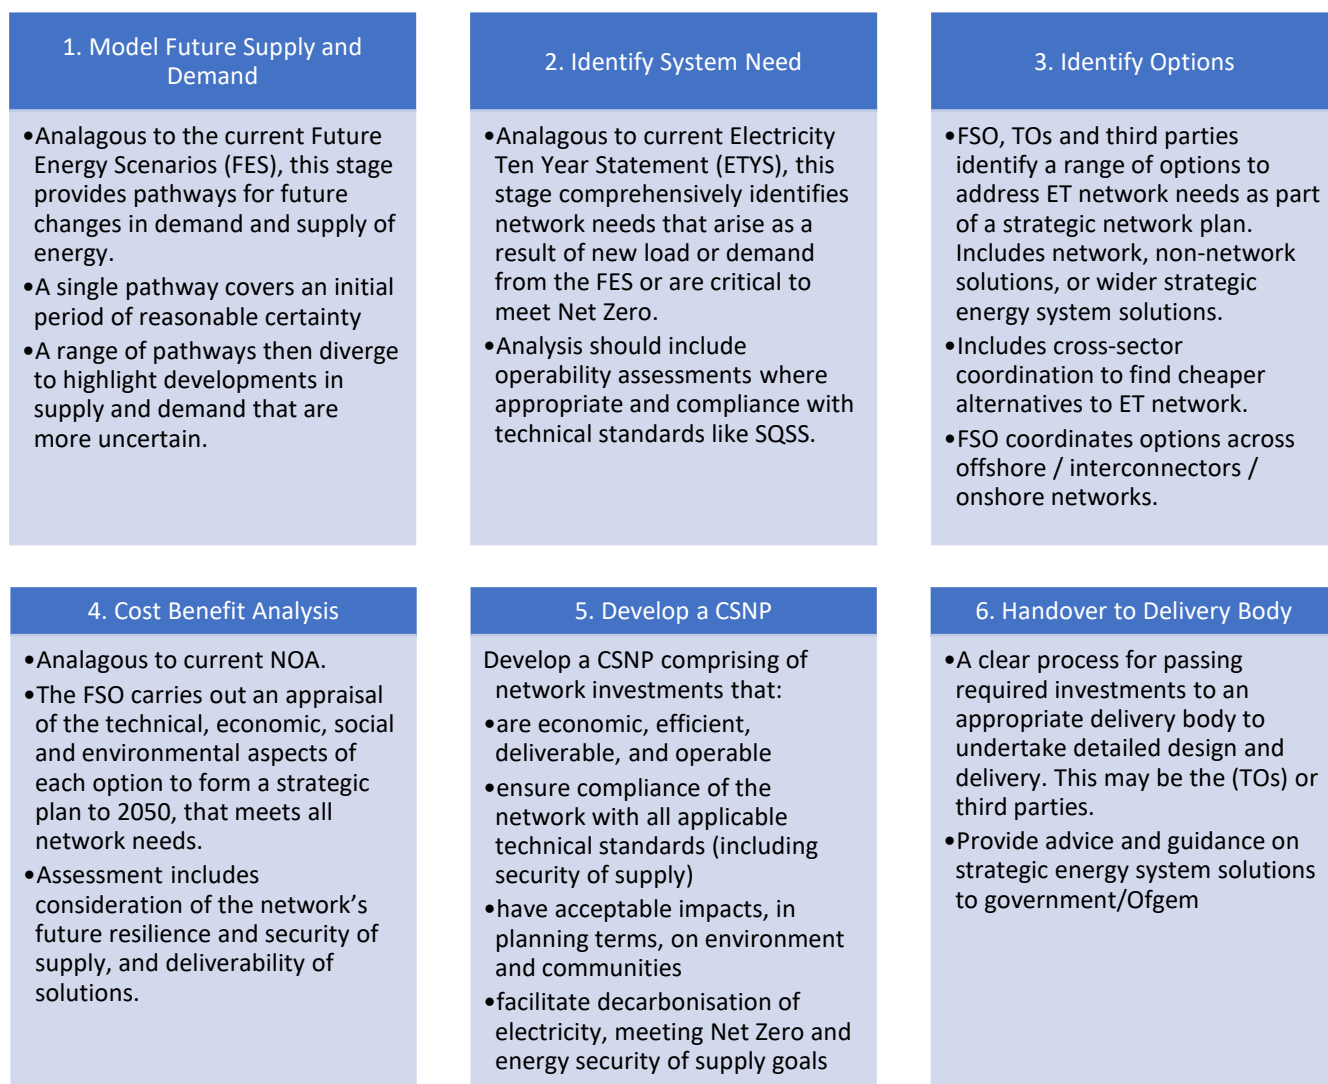 1. Model Future Supply and
Demand
•Analagous to the current Future
Energy Scenarios (FES), this stage
provides pathways for future
changes in demand and supply of
energy.
•A single pathway covers an initial
period of reasonable certainty
•A range of pathways then diverge
to highlight developments in
supply and demand that are
more uncertain.
2. Identify System Need
•Analagous to current Electricity
Ten Year Statement (ETYS), this
stage comprehensively identifies
network needs that arise as a
result of new load or demand
from the FES or are critical to
meet Net Zero.
•Analysis should include
operability assessments where
appropriate and compliance with
technical standards like SQSS.
3. Identify Options
•FSO, TOs and third parties
identify a range of options to
address ET network needs as part
of a strategic network plan.
Includes network, non-network
solutions, or wider strategic
energy system solutions.
•Includes cross-sector
coordination to find cheaper
alternatives to ET network.
•FSO coordinates options across
offshore / interconnectors /
onshore networks.
4. Cost Benefit Analysis
•Analagous to current NOA.
•The FSO carries out an appraisal
of the technical, economic, social
and environmental aspects of
each option to form a strategic
plan to 2050, that meets all
network needs.
•Assessment includes
consideration of the network’s
future resilience and security of
supply, and deliverability of
solutions.
5. Develop a CSNP
Develop a CSNP comprising of
network investments that:
•are economic, efficient,
deliverable, and operable
•ensure compliance of the
network with all applicable
technical standards (including
security of supply)
•have acceptable impacts, in
planning terms, on environment
and communities
•facilitate decarbonisation of
electricity, meeting Net Zero and
energy security of supply goals
6. Handover to Delivery Body
•A clear process for passing
required investments to an
appropriate delivery body to
undertake detailed design and
delivery. This may be the (TOs) or
third parties.
•Provide advice and guidance on
strategic energy system solutions
to government/Ofgem